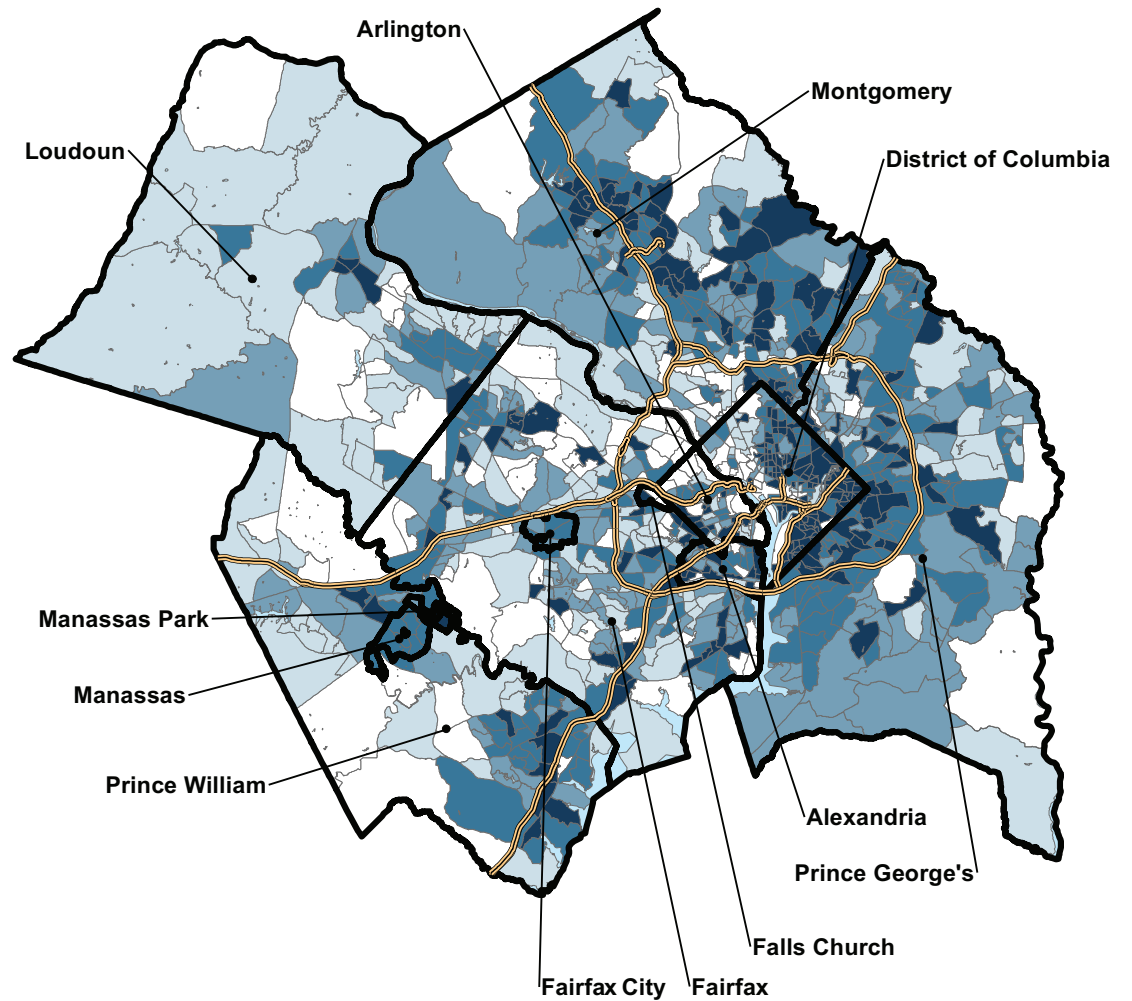 Arlington
Montgomery
Loudoun
District of Columbia
Manassas Park
Manassas
Prince William
Alexandria
Prince George's
Falls Church
Fairfax City
Fairfax